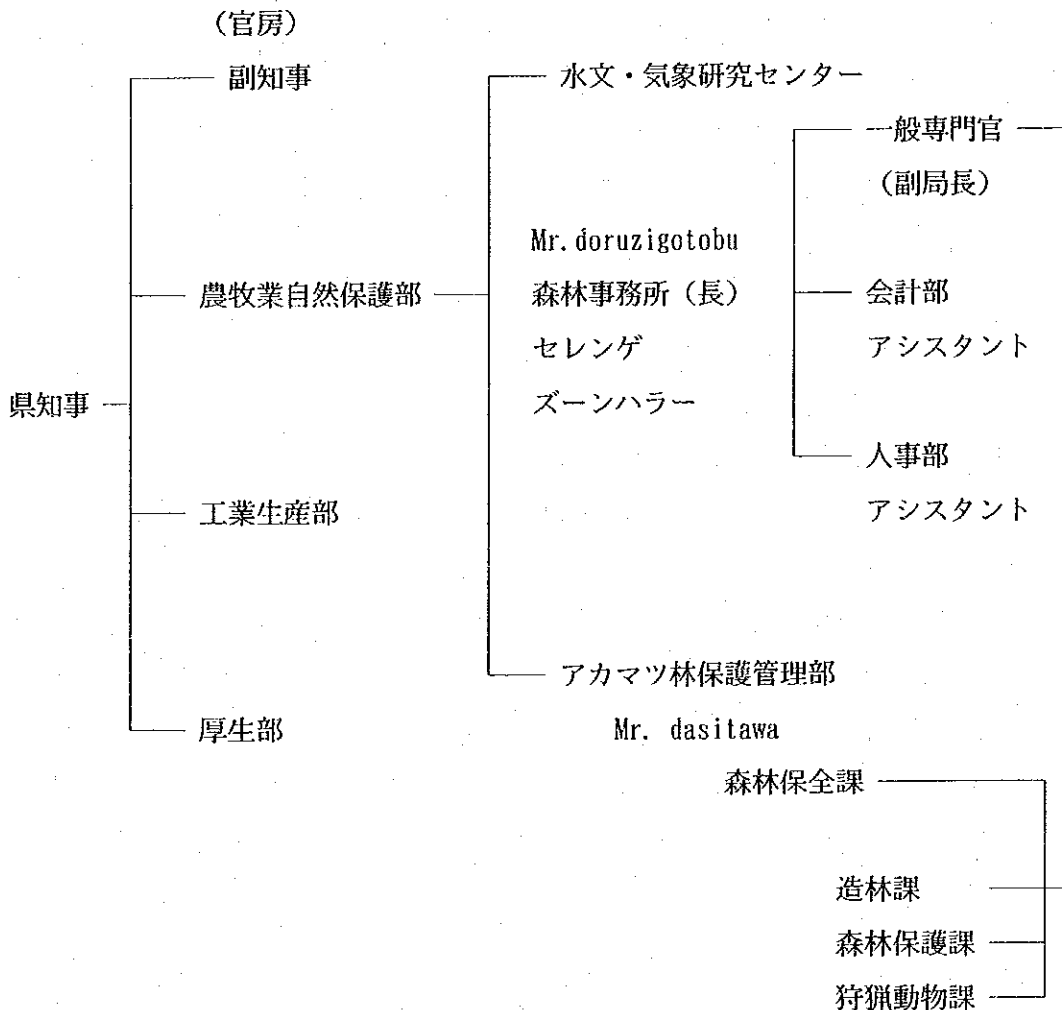 (官房)
副知事
水文・気象研究センター
一般専門官
(副局長)
Mr.doruzigotobu
農牧業自然保護部
森林事務所(長)
会計部
セレンゲ
アシスタント
県知事
ズーンハラー
人事部
工業生産部
アシスタント
アカマツ林保護管理部
厚生部
Mr. dasitawa
森林保全課
造林課
森林保護課
狩猟動物課